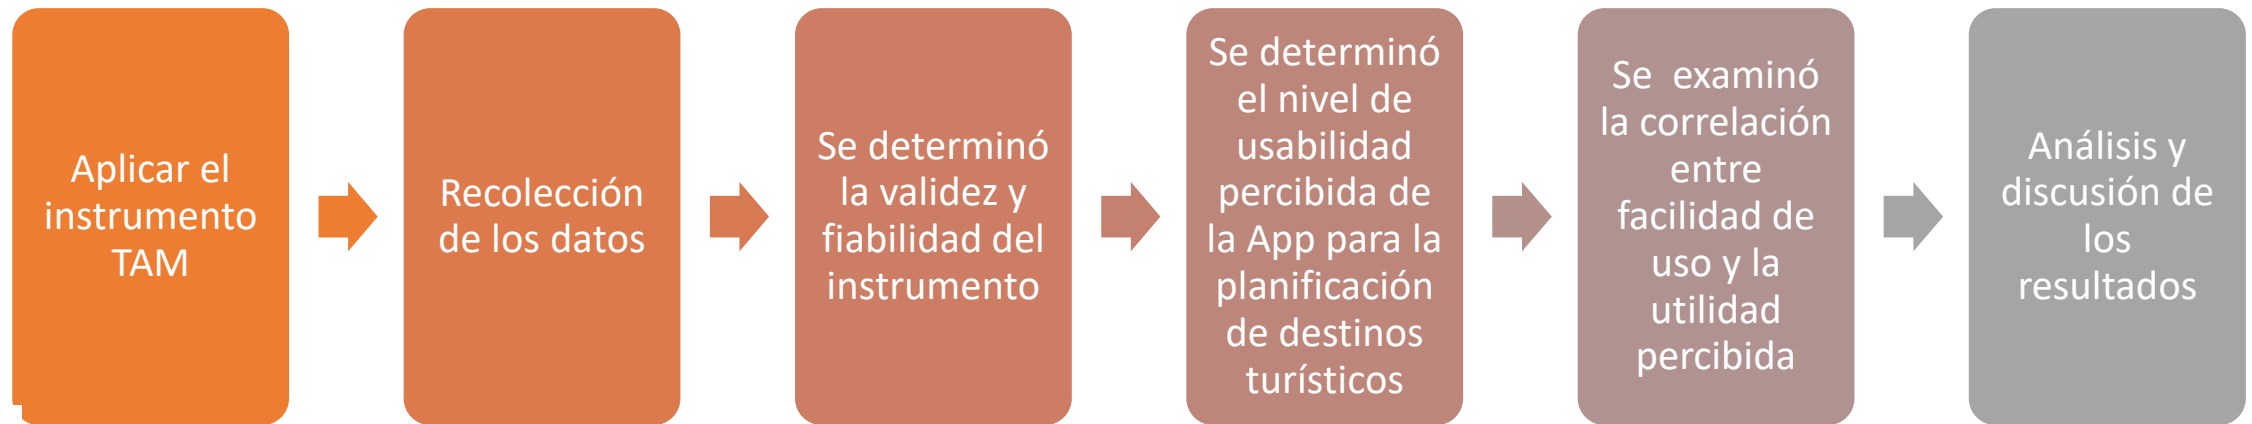 Aplicar el
instrumento
TAM
Recolección
de los datos
Se determinó
la validez y
fiabilidad del
instrumento
Se determinó
el nivel de
usabilidad
percibida de
la App para la
planificación
de destinos
turísticos
Se  examinó
la correlación
entre
facilidad de
uso y la
utilidad
percibida
Análisis y
discusión de
los
resultados